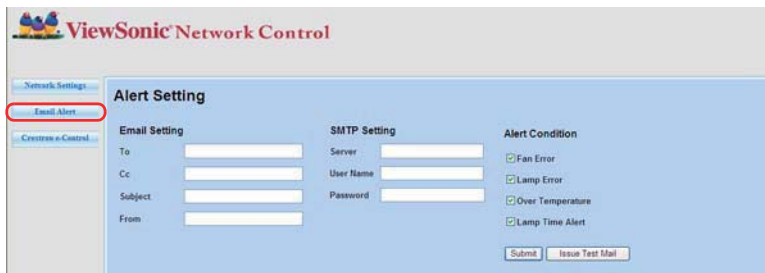 ViewSonic® Network Control
Network Settings
Email Alert
Crestron e-Control
Alert Setting
Email Setting
To
Cc
Subject
From
SMTP Setting
Server
User Name
Password
Alert Condition
Fan Error
Lamp Error
Over Temperature
Lamp Time Alert
Submit
Issue Test Mail